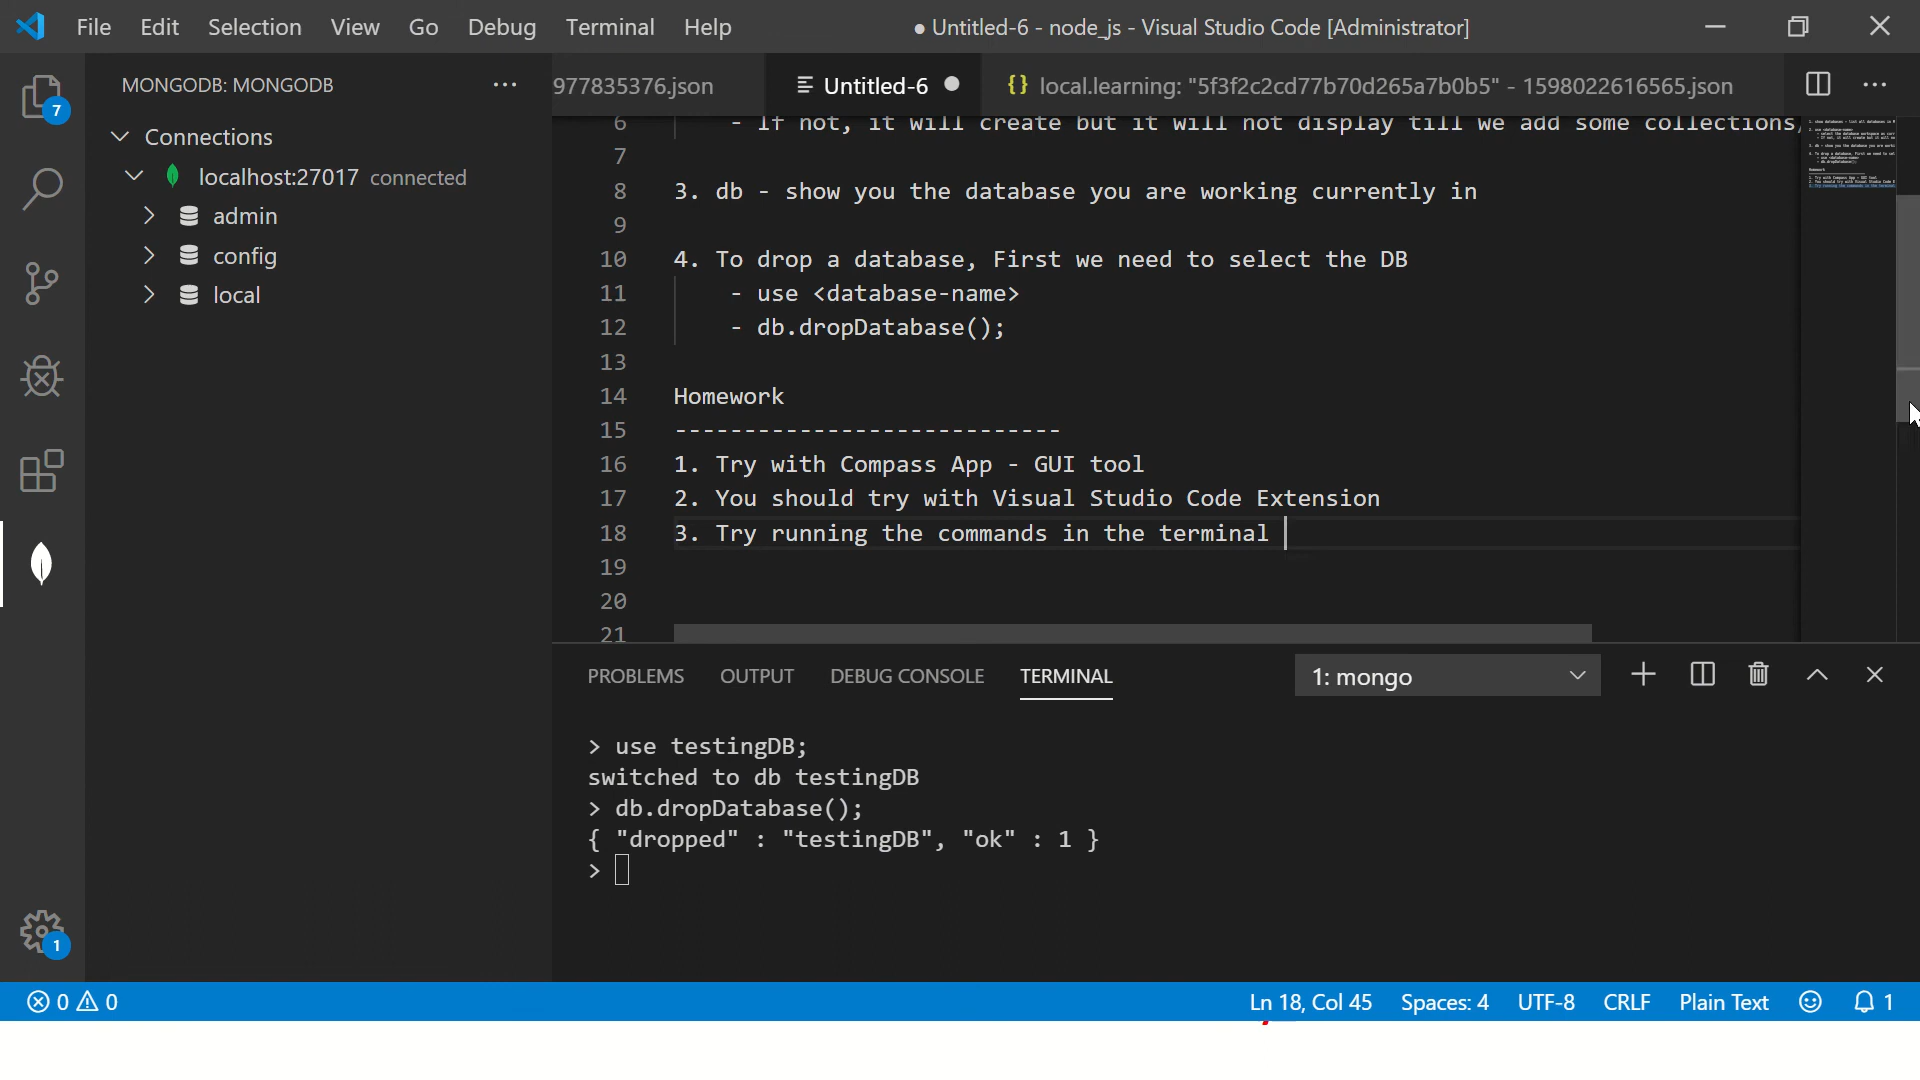 File Edit Selection View Go Debug Terminal Help
● Untitled-6 - node_js - Visual Studio Code [Administrator]
MONGODB: MONGODB
977835376.json
Untitled-6
{} local.learning: "5f3f2c2cd77b70d265a7b0b5" - 1598022616565.json
7
Connections
localhost:27017 connected
admin
config
local
6 - If not, it will create but it will not display till we add some collections/
7
8 3. db - show you the database you are working currently in
9
10 4. To drop a database, First we need to select the DB
11 - use <database-name>
12 - db.dropDatabase();
13
14 Homework
15 ----------------------------
16 1. Try with Compass App - GUI tool
17 2. You should try with Visual Studio Code Extension
18 3. Try running the commands in the terminal
19
20
21
PROBLEMS OUTPUT DEBUG CONSOLE TERMINAL
1: mongo
> use testingDB;
switched to db testingDB
> db.dropDatabase();
{ "dropped" : "testingDB", "ok" : 1 }
>
1
0 0
Ln 18, Col 45 Spaces: 4 UTF-8 CRLF Plain Text 1